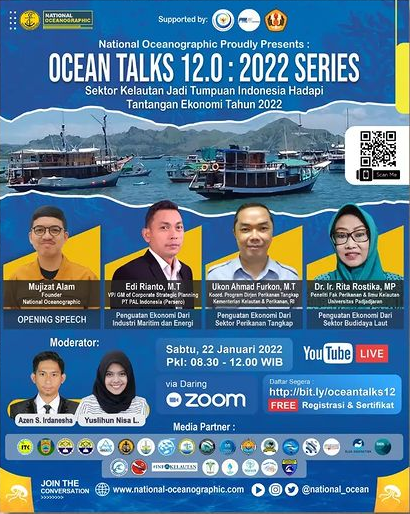 NATIONAL
OCEANOGRAPHIC
Supported by:
National Oceanographic Proudly Presents :
OCEAN TALKS 12.0 : 2022 SERIES
Sektor Kelautan Jadi Tumpuan Indonesia Hadapi
Tantangan Ekonomi Tahun 2022
Scan Me
Mujizat Alam
Founder
National Oceanographic
OPENING SPEECH
Edi Rianto, M.T
VP/ GM of Corporate Strategic Planning
PT PAL Indonesia (Persero)
Penguatan Ekonomi Dari
Industri Maritim dan Energi
Ukon Ahmad Furkon, M.T
Koord. Program Dirjen Perikanan Tangkap
Kementerian Kelautan & Perikanan, RI
Penguatan Ekonomi Dari
Sektor Perikanan Tangkap
Dr. Ir. Rita Rostika, MP
Peneliti Fak Perikanan & Ilmu Kelautan
Universitas Padjadjaran
Penguatan Ekonomi Dari
Sektor Budidaya Laut
Moderator:
Azen S. Irdanesha
Yuslihun Nisa L.
Sabtu, 22 Januari 2022
Pkl: 08.30 - 12.00 WIB
YouTube LIVE
via Daring
zoom
Daftar Segera :
http://bit.ly/oceantalks12
FREE Registrasi & Sertifikat
Media Partner :
ITC
JOIN THE
CONVERSATION
www.national-oceanographic.com
@national_ocean